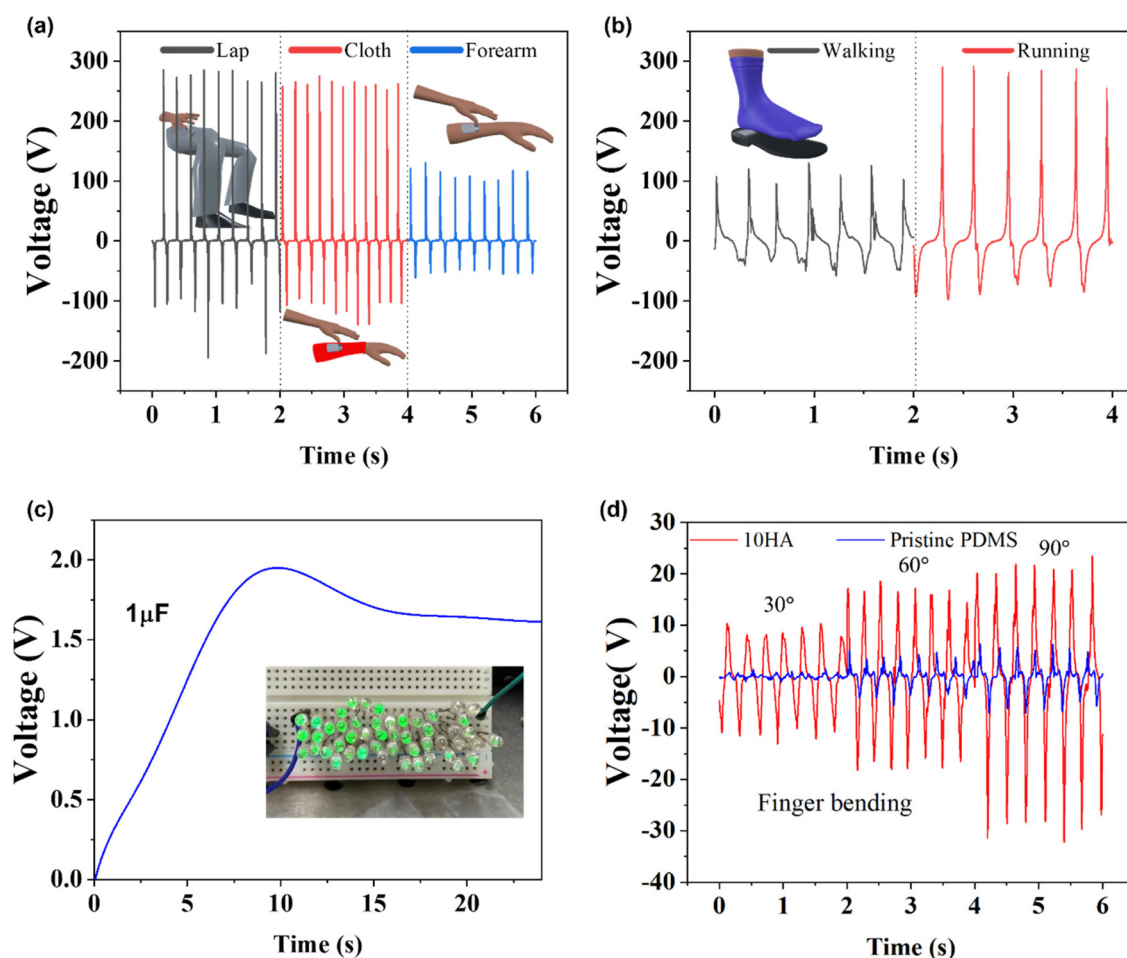 (a)
Lap Cloth Forearm
300
200
100
0
-100
-200
Voltage (V)
0 1 2 3 4 5 6
Time (s)
(b)
Walking Running
300
200
100
0
-100
-200
Voltage (V)
0 1 2 3 4
Time (s)
(c)
1μF
2.0
1.5
1.0
0.5
0.0
Voltage (V)
0 5 10 15 20
Time (s)
(d)
10HA Pristine PDMS
30° 60° 90°
Finger bending
30
20
10
0
-10
-20
-30
-40
Voltage( V)
0 1 2 3 4 5 6
Time (s)